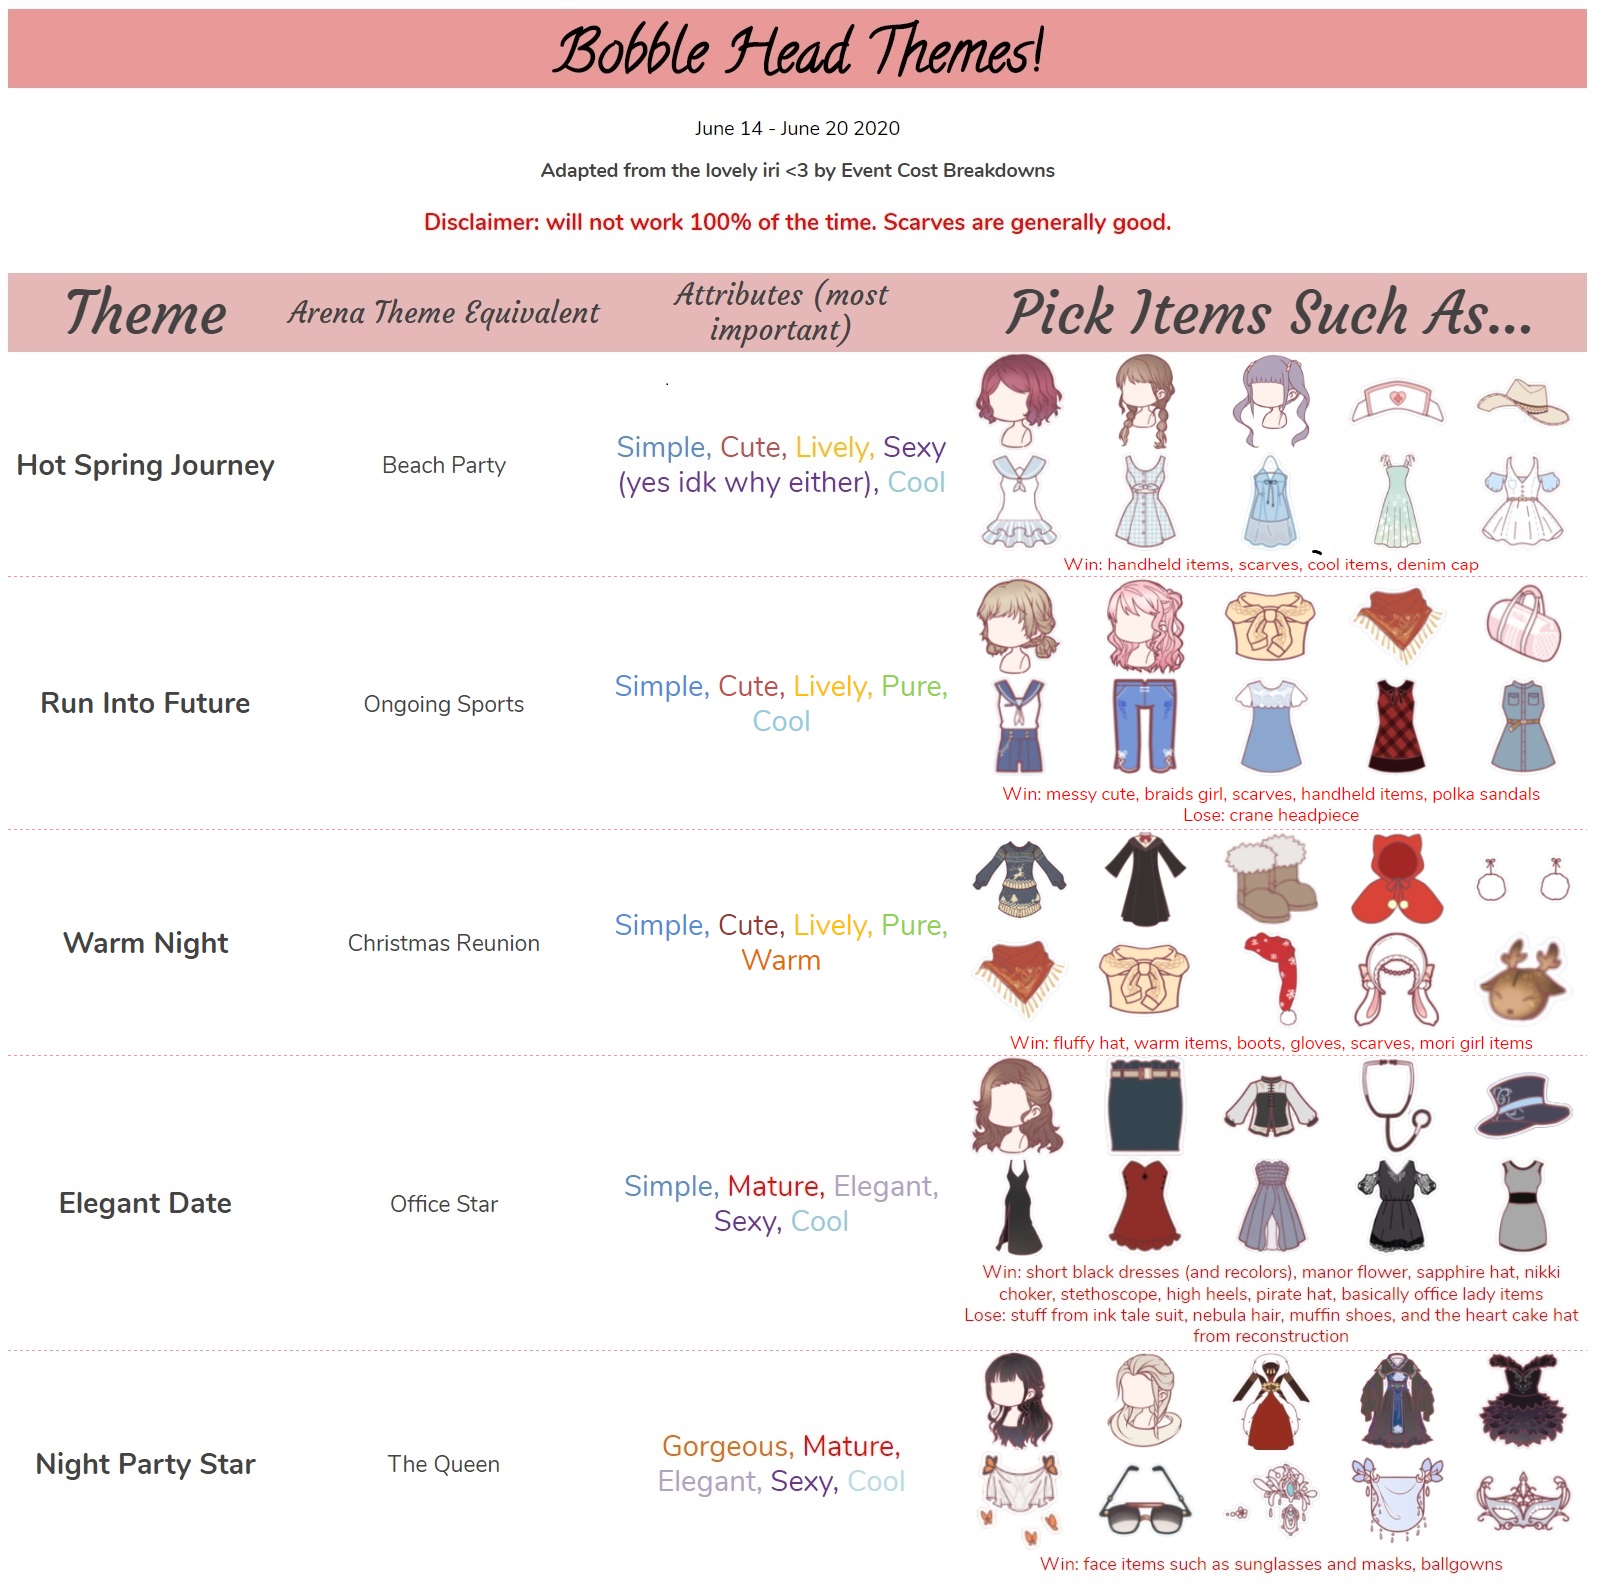 Bobble Head Themes!
June 14 - June 20 2020
Adapted from the lovely iri <3 by Event Cost Breakdowns
Disclaimer: will not work 100% of the time. Scarves are generally good.
Theme
Arena Theme Equivalent
Attributes (most
important)
Pick Items Such As...
Hot Spring Journey
Beach Party
Simple, Cute, Lively, Sexy
(yes idk why either), Cool
Win: handheld items, scarves, cool items, denim cap
Run Into Future
Ongoing Sports
Simple, Cute, Lively, Pure,
Cool
Win: messy cute, braids girl, scarves, handheld items, polka sandals
Lose: crane headpiece
Warm Night
Christmas Reunion
Simple, Cute, Lively, Pure,
Warm
Win: fluffy hat, warm items, boots, gloves, scarves, mori girl items
Elegant Date
Office Star
Simple, Mature, Elegant,
Sexy, Cool
Win: short black dresses (and recolors), manor flower, sapphire hat, nikki
choker, stethoscope, high heels, pirate hat, basically office lady items
Lose: stuff from ink tale suit, nebula hair, muffin shoes, and the heart cake hat
from reconstruction
Night Party Star
The Queen
Gorgeous, Mature,
Elegant, Sexy, Cool
Win: face items such as sunglasses and masks, ballgowns